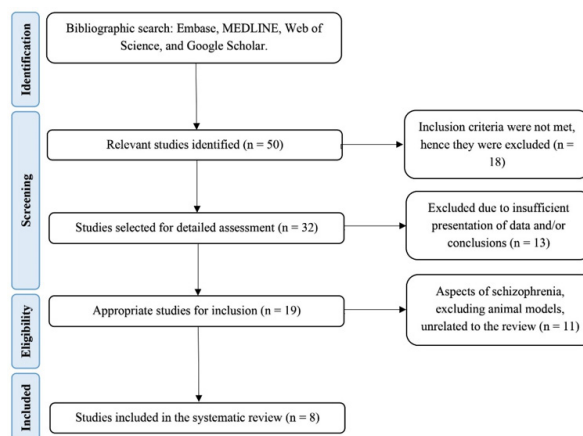 Identification
Bibliographic search: Embase, MEDLINE, Web of
Science, and Google Scholar.
Screening
Relevant studies identified (n = 50)
Inclusion criteria were not met,
hence they were excluded (n =
18)
Studies selected for detailed assessment (n = 32)
Excluded due to insufficient
presentation of data and/or
conclusions (n = 13)
Eligibility
Appropriate studies for inclusion (n = 19)
Aspects of schizophrenia,
excluding animal models,
unrelated to the review (n = 11)
Included
Studies included in the systematic review (n = 8)